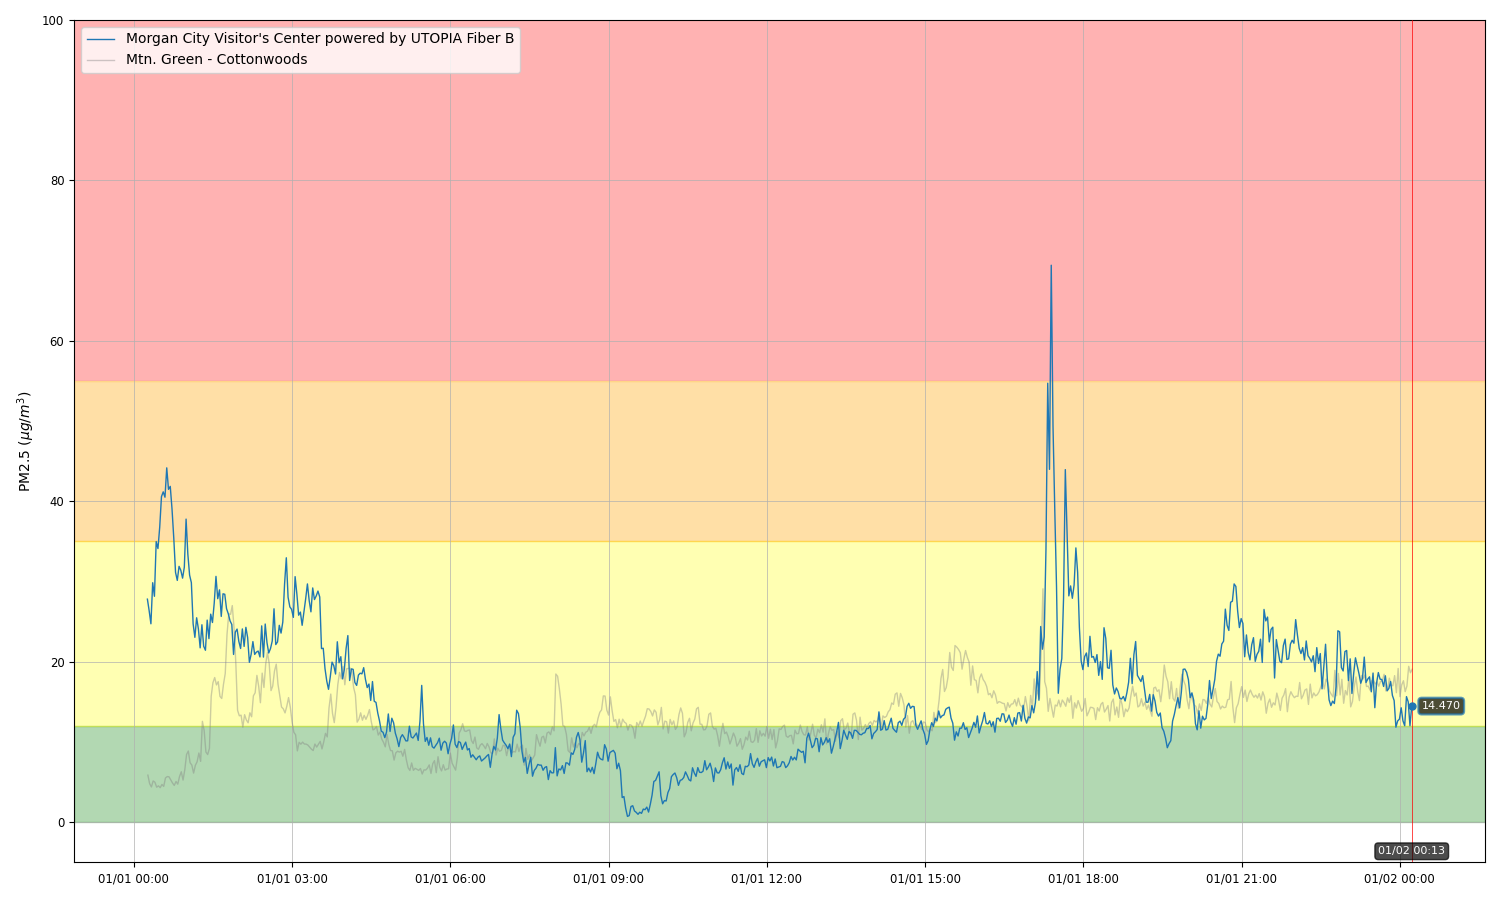 100
Morgan City Visitor's Center powered by UTOPIA Fiber B
Mtn. Green - Cottonwoods
80
60
PM2.5 (μg/m³)
40
20
14.470
0
01/02 00:13
01/01 00:00 01/01 03:00 01/01 06:00 01/01 09:00 01/01 12:00 01/01 15:00 01/01 18:00 01/01 21:00 01/02 00:00